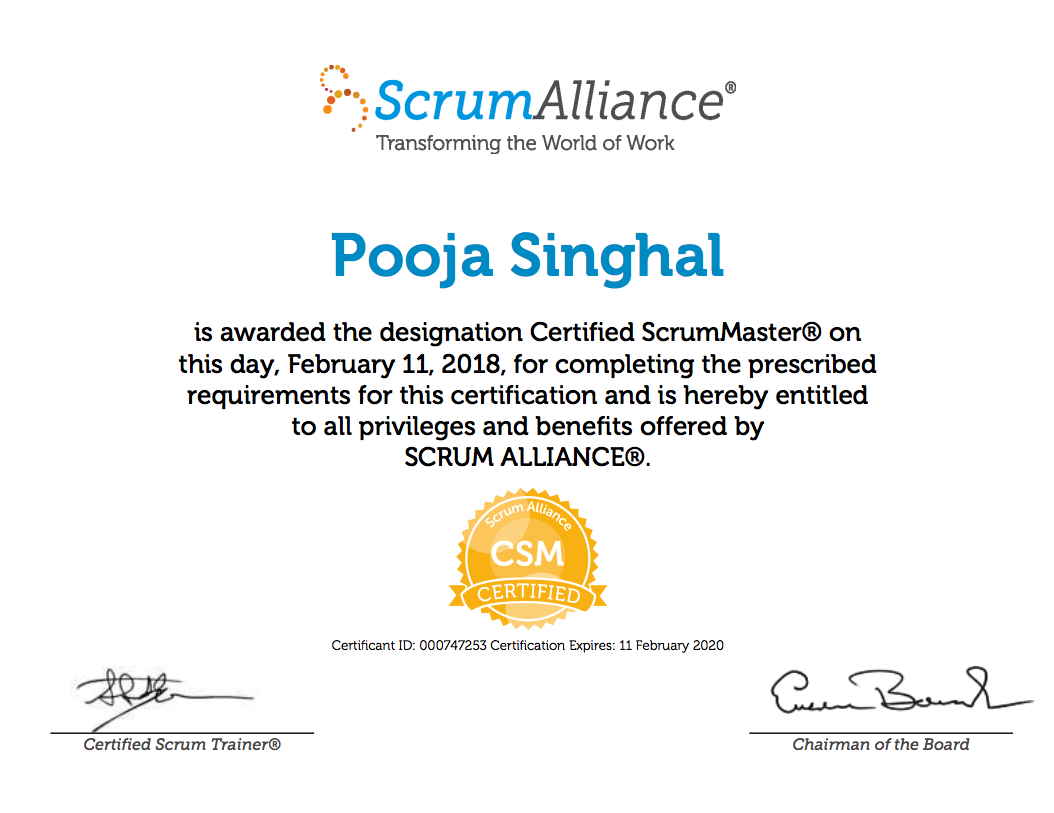 ScrumAlliance®
Transforming the World of Work
Pooja Singhal
is awarded the designation Certified ScrumMaster® on
this day, February 11, 2018, for completing the prescribed
requirements for this certification and is hereby entitled
to all privileges and benefits offered by
SCRUM ALLIANCE®.
Scrum Alliance
CSM
CERTIFIED
Certificant ID: 000747253 Certification Expires: 11 February 2020
Certified Scrum Trainer®
Chairman of the Board